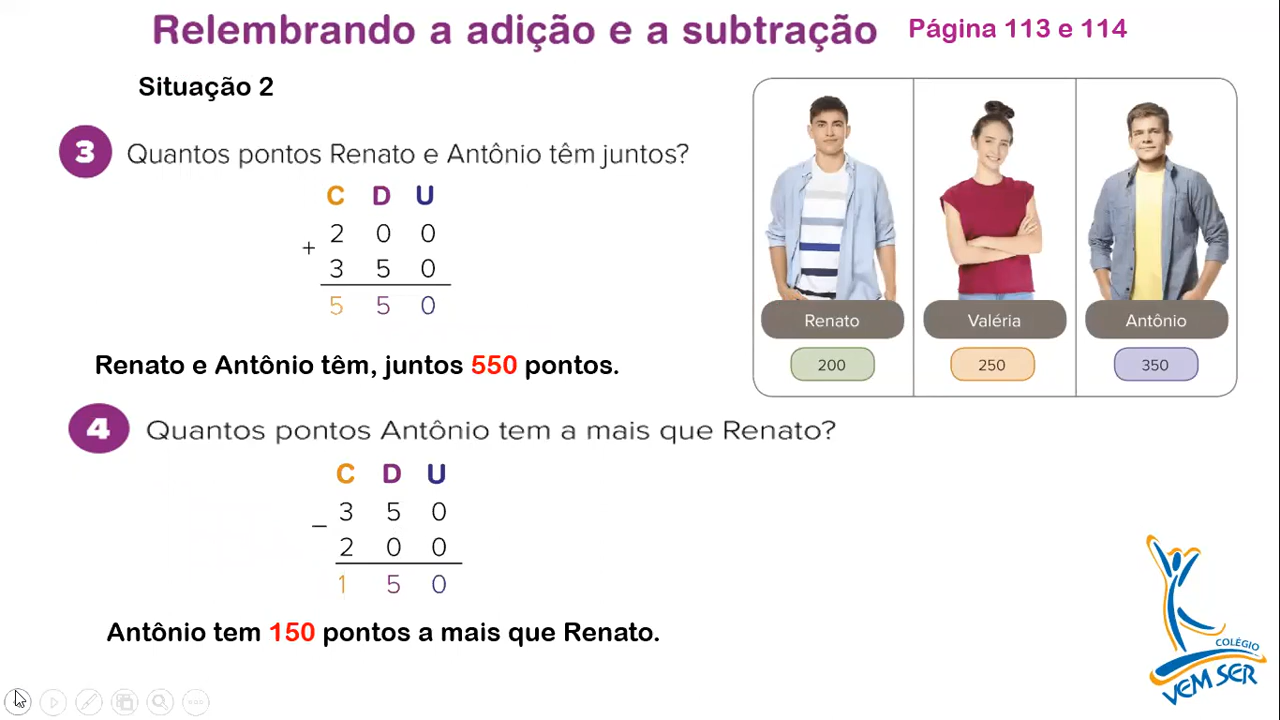 Relembrando a adição e a subtração
Página 113 e 114
Situação 2
3 Quantos pontos Renato e Antônio têm juntos?
C D U
2 0 0
+
3 5 0
5 5 0
Renato e Antônio têm, juntos 550 pontos.
Renato Valéria Antônio
200 250 350
4 Quantos pontos Antônio tem a mais que Renato?
C D U
3 5 0
−
2 0 0
1 5 0
Antônio tem 150 pontos a mais que Renato.
COLÉGIO
VEM SER